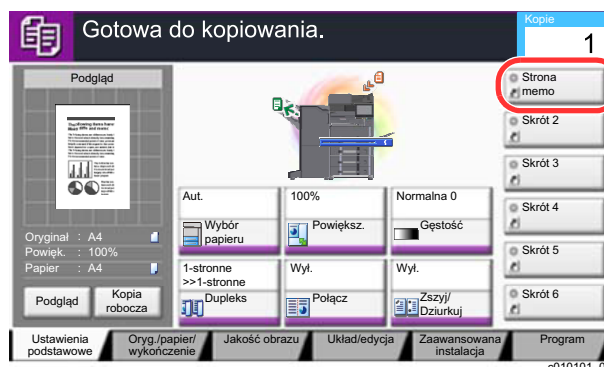 Gotowa do kopiowania.
Kopie
1
Podgląd
Oryginał : A4
Powięk. : 100%
Papier : A4
Podgląd
Kopia
robocza
Aut.
Wybór
papieru
100%
Powiększ.
Normalna 0
Gęstość
1-stronne
>>1-stronne
Dupleks
Wył.
Połącz
Wył.
Zszyj/
Dziurkuj
Strona
memo
Skrót 2
Skrót 3
Skrót 4
Skrót 5
Skrót 6
Ustawienia
podstawowe
Oryg./papier/
wykończenie
Jakość obrazu
Układ/edycja
Zaawansowana
instalacja
Program